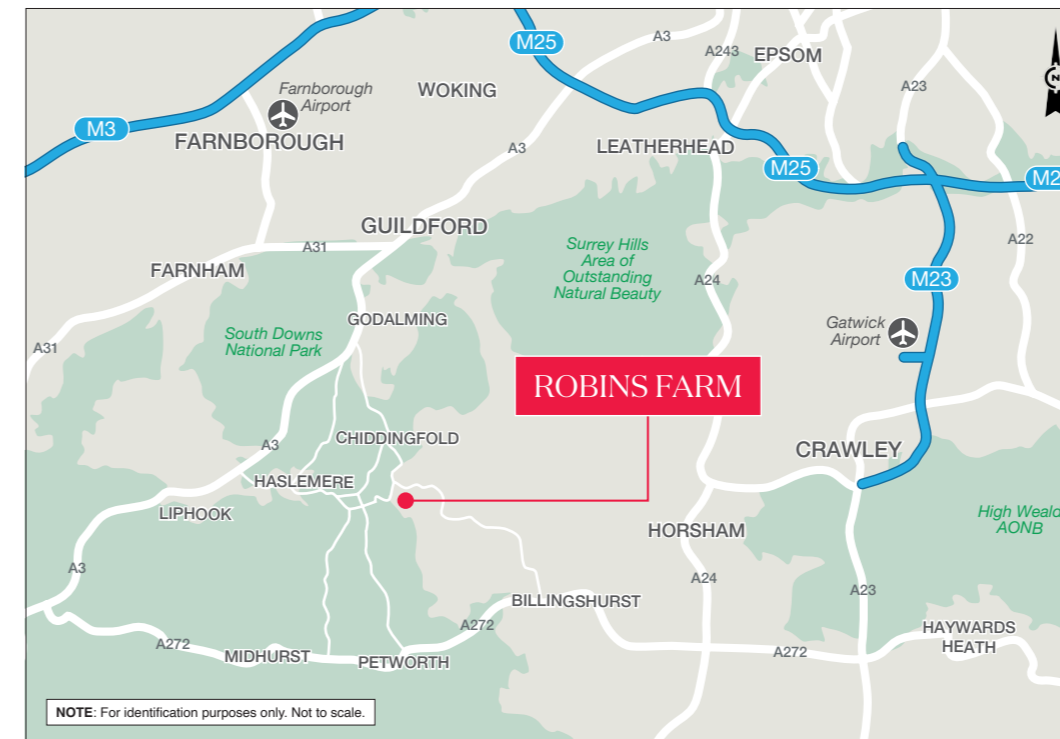 A3
M25
A243
EPSOM
A23
N
Farnborough
Airport
WOKING
M3
FARNBOROUGH
A3
LEATHERHEAD
M25
M2
GUILDFORD
A31
FARNHAM
Surrey Hills
Area of
Outstanding
Natural Beauty
A24
A22
M23
GODALMING
South Downs
National Park
A31
Gatwick
Airport
ROBINS FARM
A3
CHIDDINGFOLD
CRAWLEY
HASLEMERE
LIPHOOK
HORSHAM
High Weald
AONB
A3
A24
A23
BILLINGSHURST
A272
A272
MIDHURST
PETWORTH
A272
HAYWARDS
HEATH
NOTE: For identification purposes only. Not to scale.